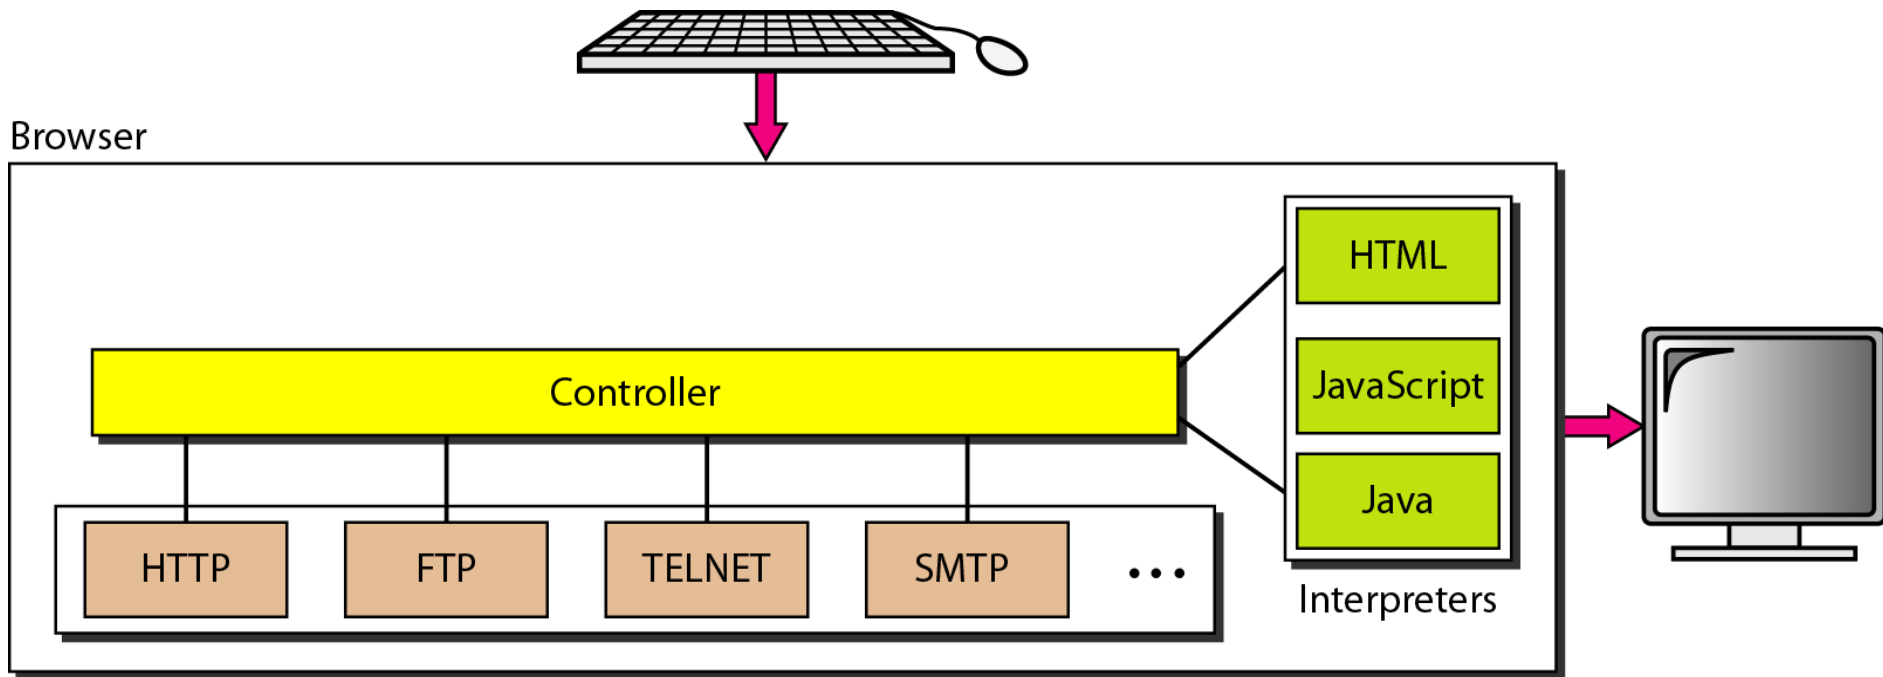 Browser
HTML
JavaScript
Controller
Java
HTTP
FTP
TELNET
SMTP
...
Interpreters